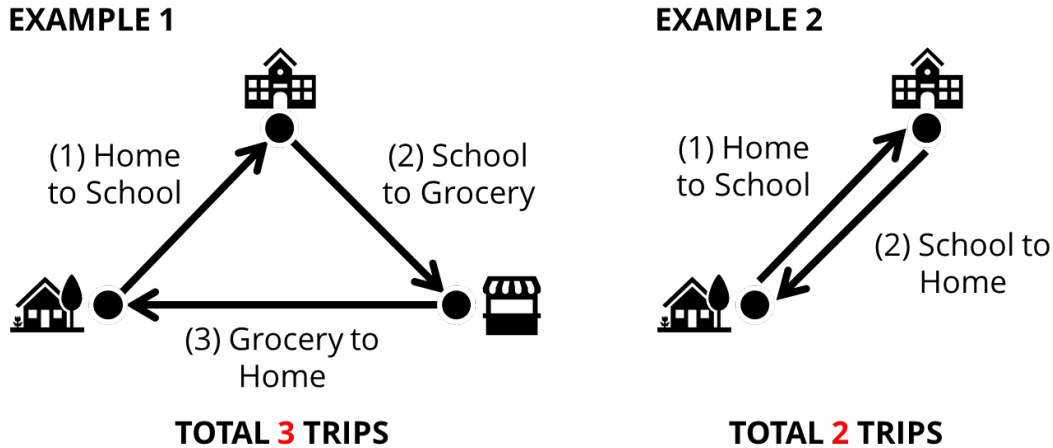 EXAMPLE 1
(1) Home
to School
(2) School
to Grocery
(3) Grocery to
Home
TOTAL 3 TRIPS
EXAMPLE 2
(1) Home
to School
(2) School to
Home
TOTAL 2 TRIPS